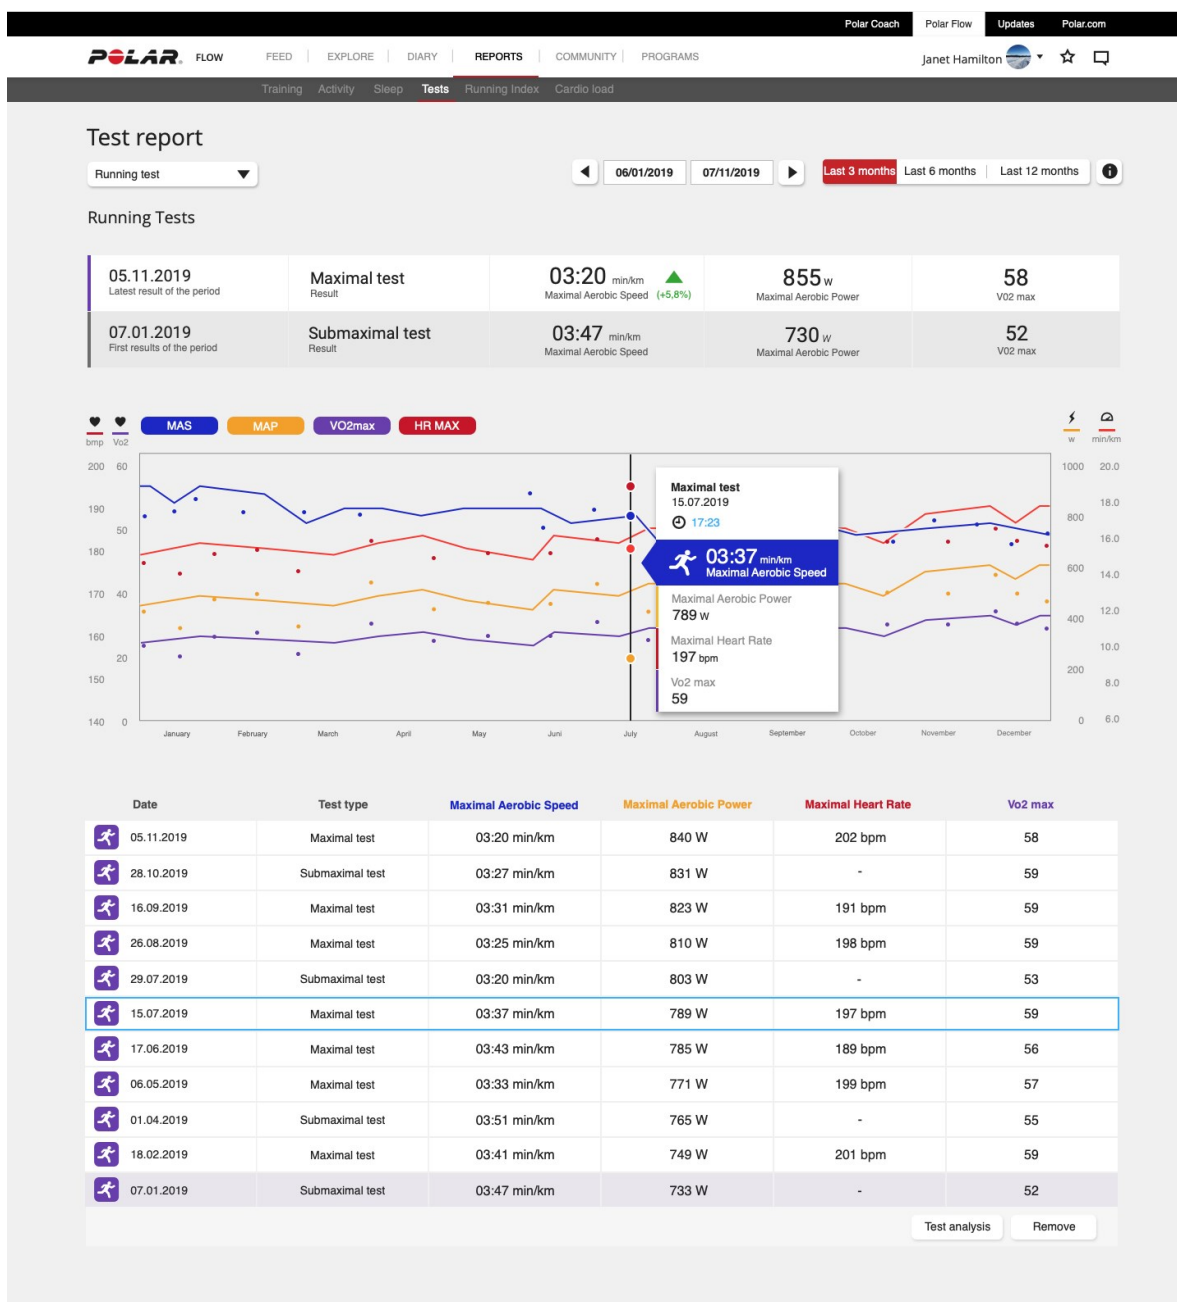 Polar Coach Polar Flow Updates Polar.com
POLAR. FLOW FEED EXPLORE DIARY REPORTS COMMUNITY PROGRAMS Janet Hamilton
Training Activity Sleep Tests Running Index Cardio load
Test report
Running test 06/01/2019 07/11/2019 Last 3 months Last 6 months Last 12 months
Running Tests
05.11.2019 Maximal test 03:20 min/km 855 w 58
Latest result of the period Result Maximal Aerobic Speed (+5,8%) Maximal Aerobic Power V02 max
07.01.2019 Submaximal test 03:47 min/km 730 w 52
First results of the period Result Maximal Aerobic Speed Maximal Aerobic Power V02 max
MAS MAP VO2max HR MAX
bmp Vo2 w min/km
200 60 1000 20.0
190 18.0
50 800
180 16.0
600 14.0
170 40
400 12.0
160 10.0
20 200
150 8.0
140 0 0 6.0
Maximal test
15.07.2019
17:23
03:37 min/km
Maximal Aerobic Speed
Maximal Aerobic Power
789 w
Maximal Heart Rate
197 bpm
Vo2 max
59
January February March April May Juni July August September October November December
Date Test type Maximal Aerobic Speed Maximal Aerobic Power Maximal Heart Rate Vo2 max
05.11.2019 Maximal test 03:20 min/km 840 W 202 bpm 58
28.10.2019 Submaximal test 03:27 min/km 831 W - 59
16.09.2019 Maximal test 03:31 min/km 823 W 191 bpm 59
26.08.2019 Maximal test 03:25 min/km 810 W 198 bpm 59
29.07.2019 Submaximal test 03:20 min/km 803 W - 53
15.07.2019 Maximal test 03:37 min/km 789 W 197 bpm 59
17.06.2019 Maximal test 03:43 min/km 785 W 189 bpm 56
06.05.2019 Maximal test 03:33 min/km 771 W 199 bpm 57
01.04.2019 Submaximal test 03:51 min/km 765 W - 55
18.02.2019 Maximal test 03:41 min/km 749 W 201 bpm 59
07.01.2019 Submaximal test 03:47 min/km 733 W - 52
Test analysis Remove